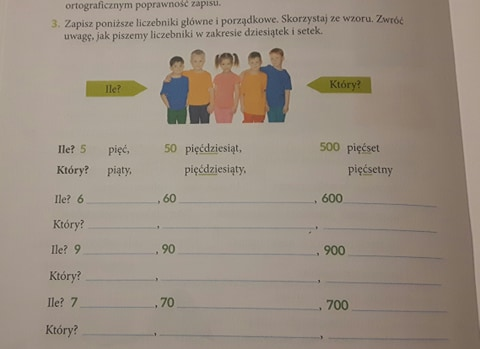 ortograficznym poprawność zapisu.
3. Zapisz poniższe liczebniki główne i porządkowe. Skorzystaj ze wzoru. Zwróć
uwagę, jak piszemy liczebniki w zakresie dziesiątek i setek.
Ile? Który?
Ile? 5 pięć, 50 pięćdziesiąt, 500 pięćset
Który? piąty, pięćdziesiąty, pięćsetny
Ile? 6 , 60 , 600
Który? , ,
Ile? 9 , 90 , 900
Który? , ,
Ile? 7 , 70 , 700
Który? , ,